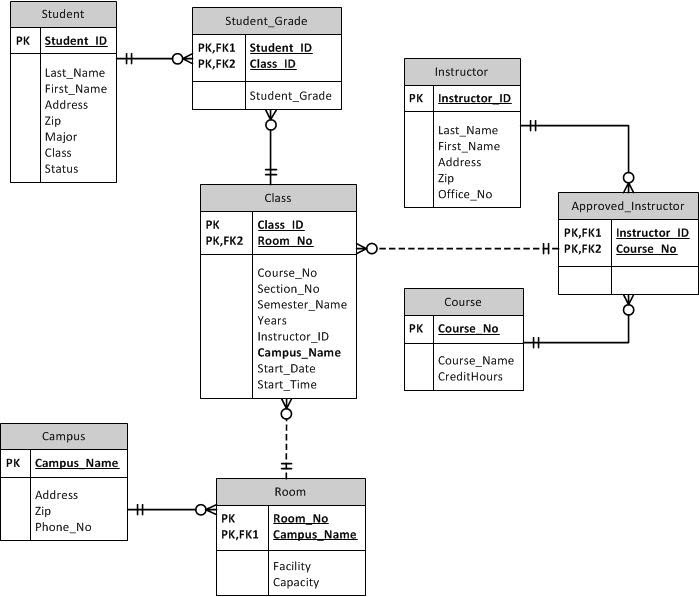 Student
PK Student_ID
Last_Name
First_Name
Address
Zip
Major
Class
Status
Student_Grade
PK,FK1 Student_ID
PK,FK2 Class_ID
Student_Grade
Instructor
PK Instructor_ID
Last_Name
First_Name
Address
Zip
Office_No
Class
PK Class_ID
PK,FK2 Room_No
Course_No
Section_No
Semester_Name
Years
Instructor_ID
Campus_Name
Start_Date
Start_Time
Approved_Instructor
PK,FK1 Instructor_ID
PK,FK2 Course_No
Course
PK Course_No
Course_Name
CreditHours
Campus
PK Campus_Name
Address
Zip
Phone_No
Room
PK Room_No
PK,FK1 Campus_Name
Facility
Capacity